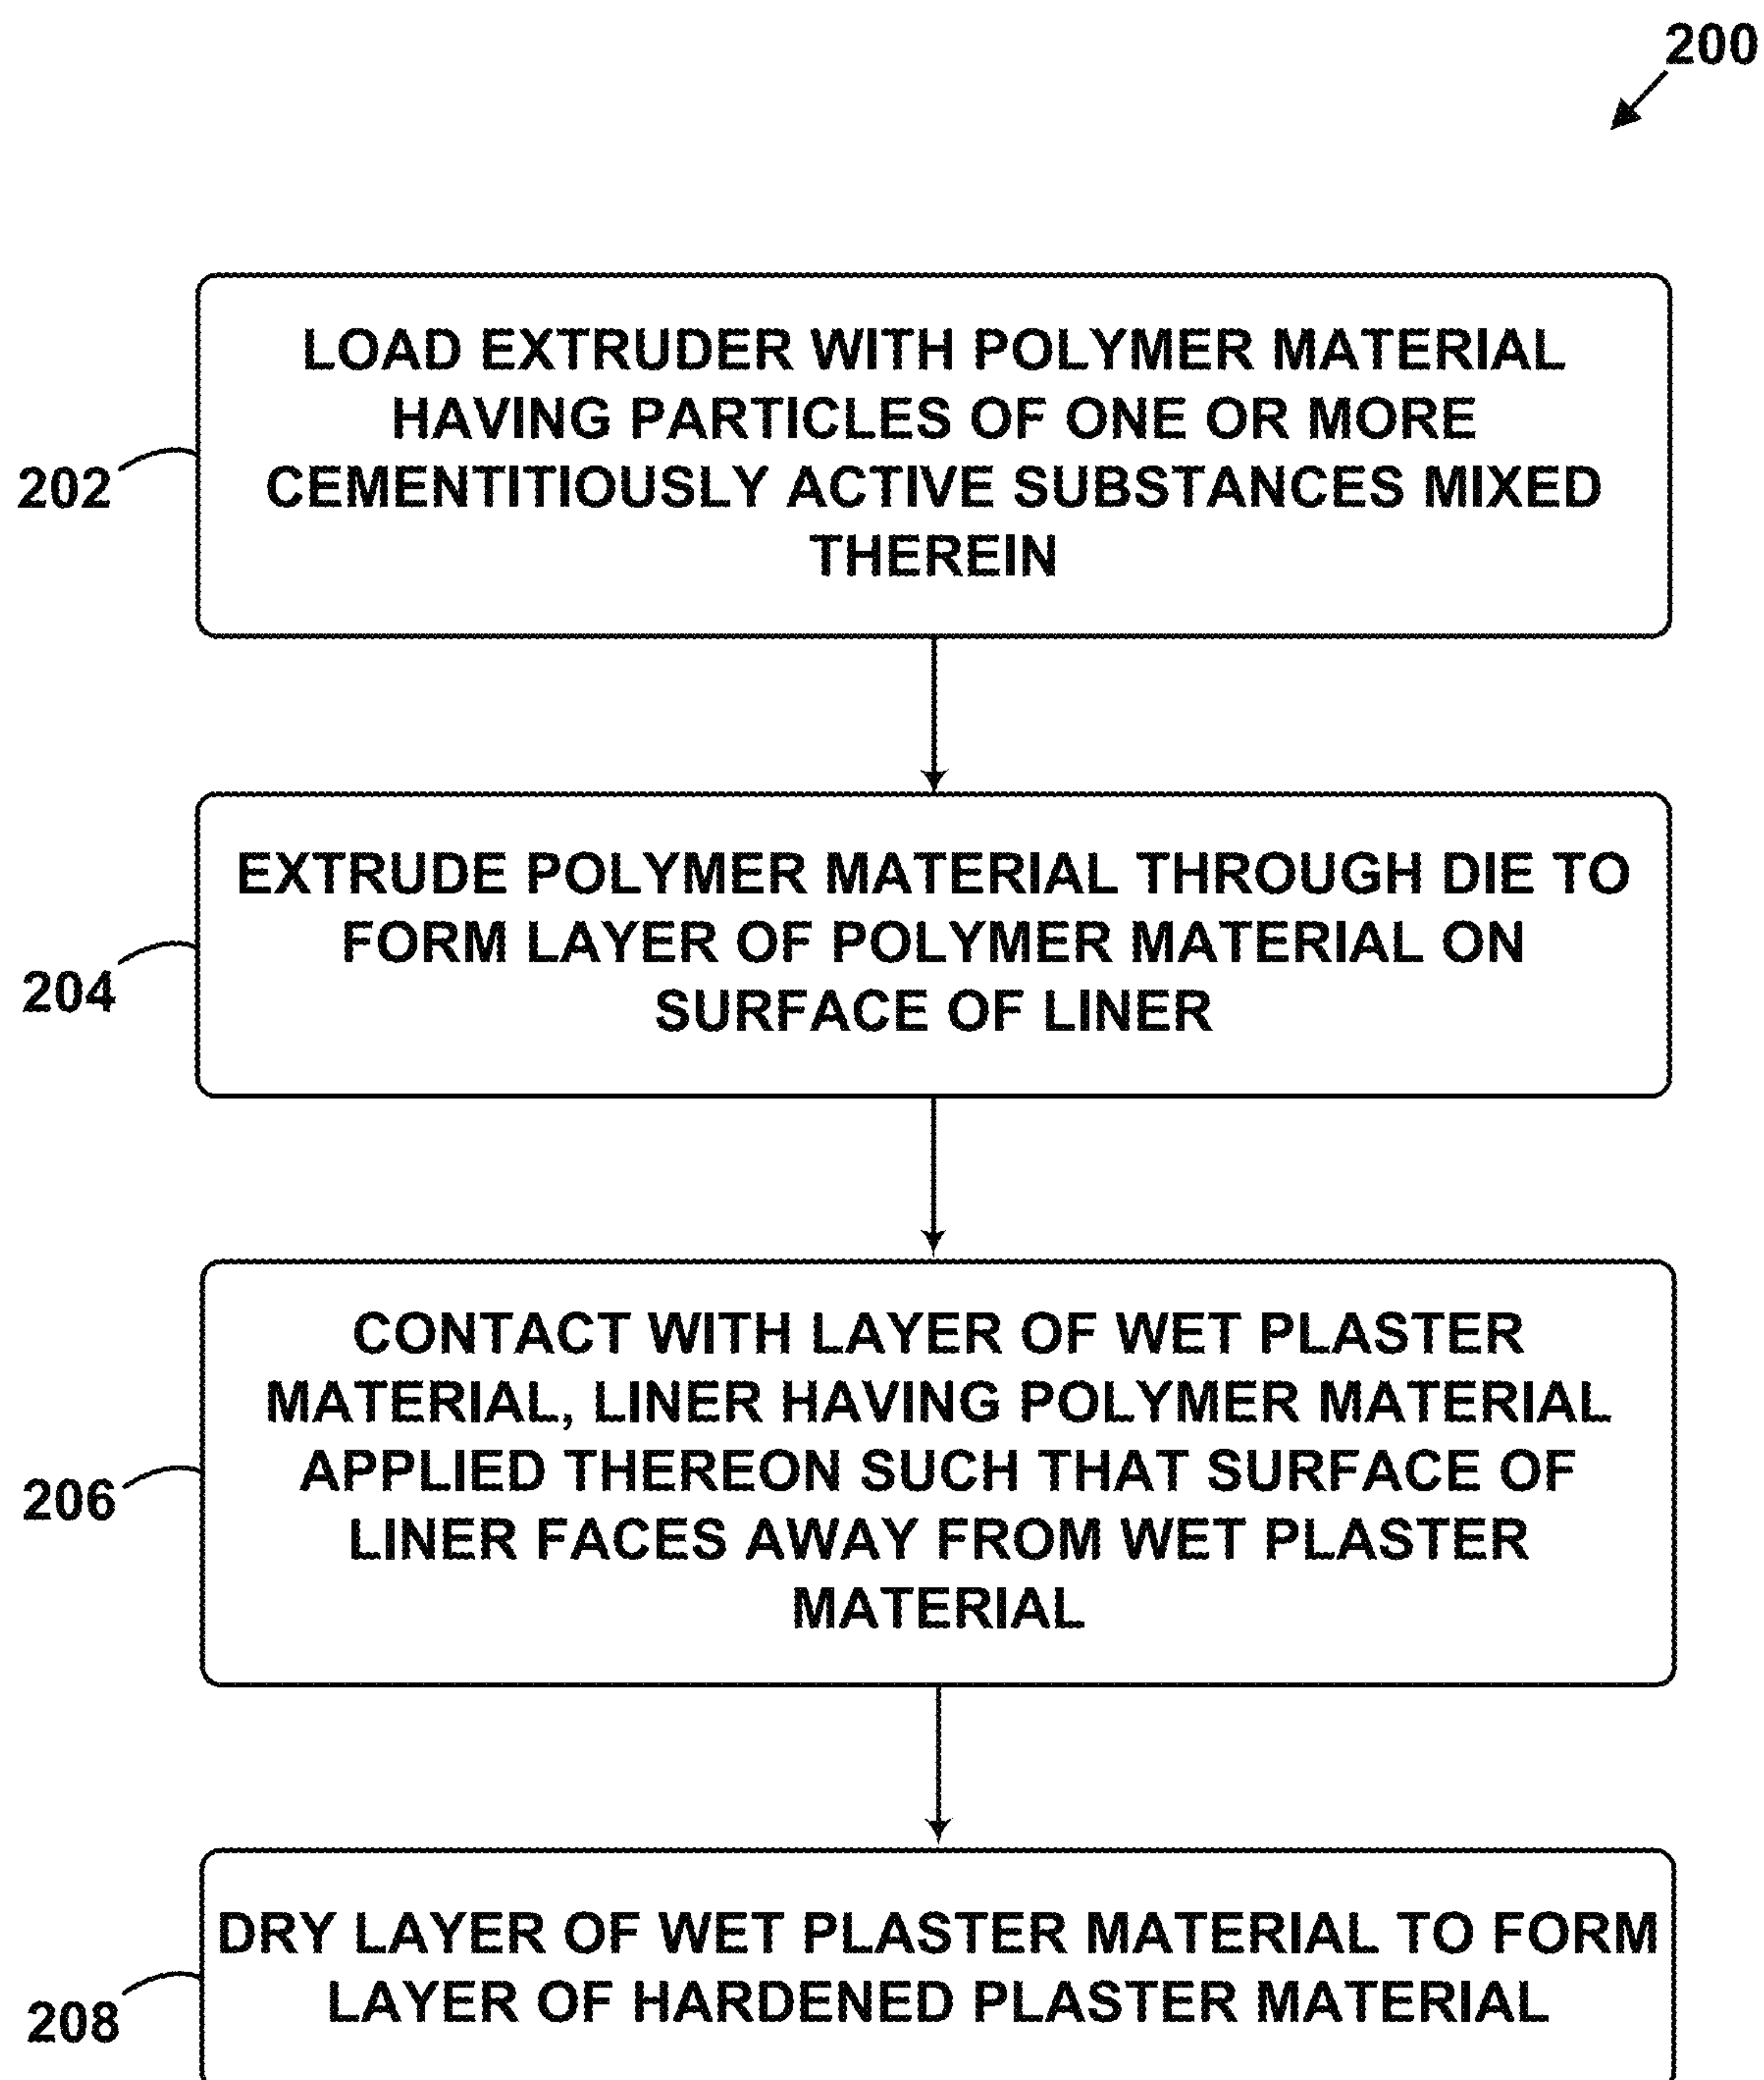 200
LOAD EXTRUDER WITH POLYMER MATERIAL
HAVING PARTICLES OF ONE OR MORE
CEMENTITIOUSLY ACTIVE SUBSTANCES MIXED
THEREIN
202
EXTRUDE POLYMER MATERIAL THROUGH DIE TO
FORM LAYER OF POLYMER MATERIAL ON
SURFACE OF LINER
204
CONTACT WITH LAYER OF WET PLASTER
MATERIAL, LINER HAVING POLYMER MATERIAL
APPLIED THEREON SUCH THAT SURFACE OF
LINER FACES AWAY FROM WET PLASTER
MATERIAL
206
DRY LAYER OF WET PLASTER MATERIAL TO FORM
LAYER OF HARDENED PLASTER MATERIAL
208